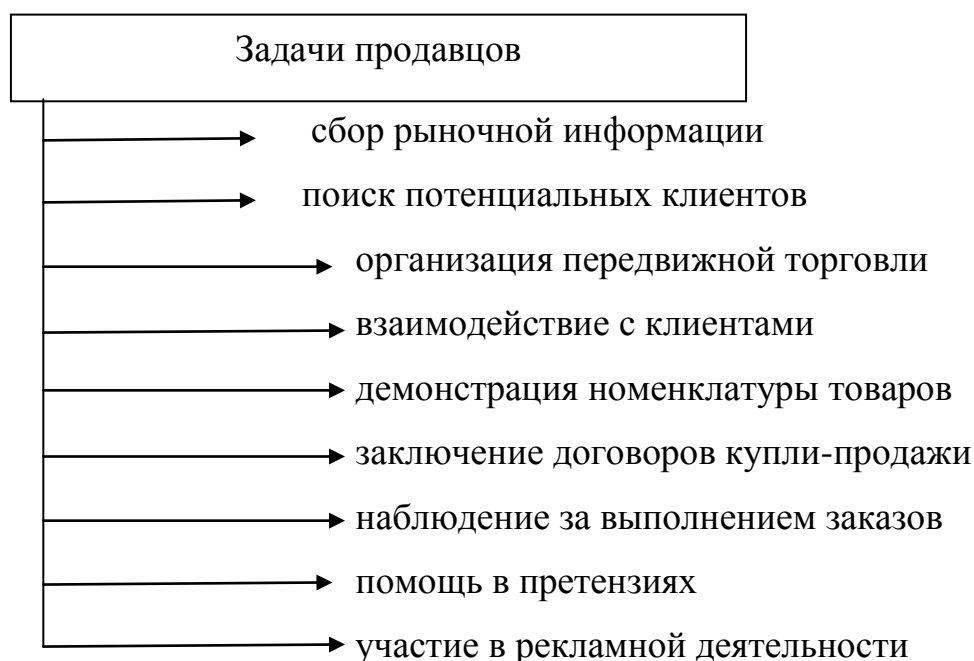 Задачи продавцов
сбор рыночной информации
поиск потенциальных клиентов
организация передвижной торговли
взаимодействие с клиентами
демонстрация номенклатуры товаров
заключение договоров купли-продажи
наблюдение за выполнением заказов
помощь в претензиях
участие в рекламной деятельности